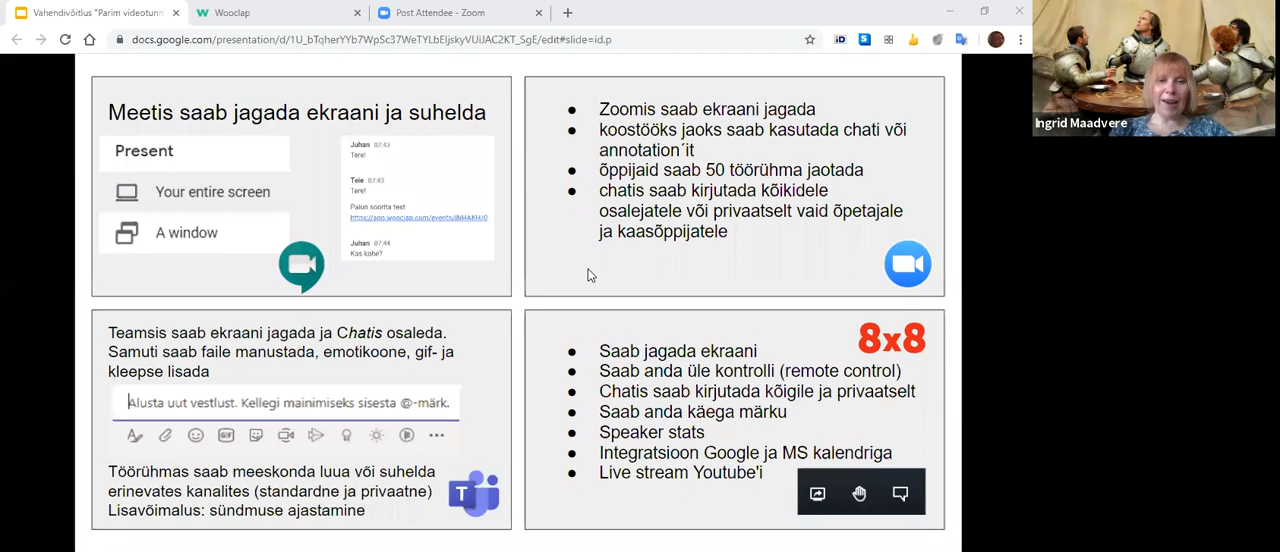 Vahendivõitlus "Parim videotunn
Wooclap
Post Attendee - Zoom
docs.google.com/presentation/d/1U_bTqherYYb7WpSc37WeTYLbEljskyVUiJAC2KT_SgE/edit#slide=id.p
Ingrid Maadvere
Meetis saab jagada ekraani ja suhelda
Present
Your entire screen
A window
Juhan 07:43
Tere!
Teie 07:43
Tere!
Palun soorita test
https://app.wooclap.com/events/
Juhan 07:44
Kas kohe?
Zoomis saab ekraani jagada
koostööks jaoks saab kasutada chati või
annotation´it
õppijaid saab 50 töörühma jaotada
chatis saab kirjutada kõikidele
osalejatele või privaatselt vaid õpetajale
ja kaasõppijatele
Teamsis saab ekraani jagada ja Chatis osaleda.
Samuti saab faile manustada, emotikoone, gif- ja
kleepse lisada
Alusta uut vestlust. Kellegi mainimiseks sisesta @-märk.
GIF
Töörühmas saab meeskonda luua või suhelda
erinevates kanalites (standardne ja privaatne)
Lisavõimalus: sündmuse ajastamine
T
8x8
Saab jagada ekraani
Saab anda üle kontrolli (remote control)
Chatis saab kirjutada kõigile ja privaatselt
Saab anda käega märku
Speaker stats
Integratsioon Google ja MS kalendriga
Live stream Youtube'i